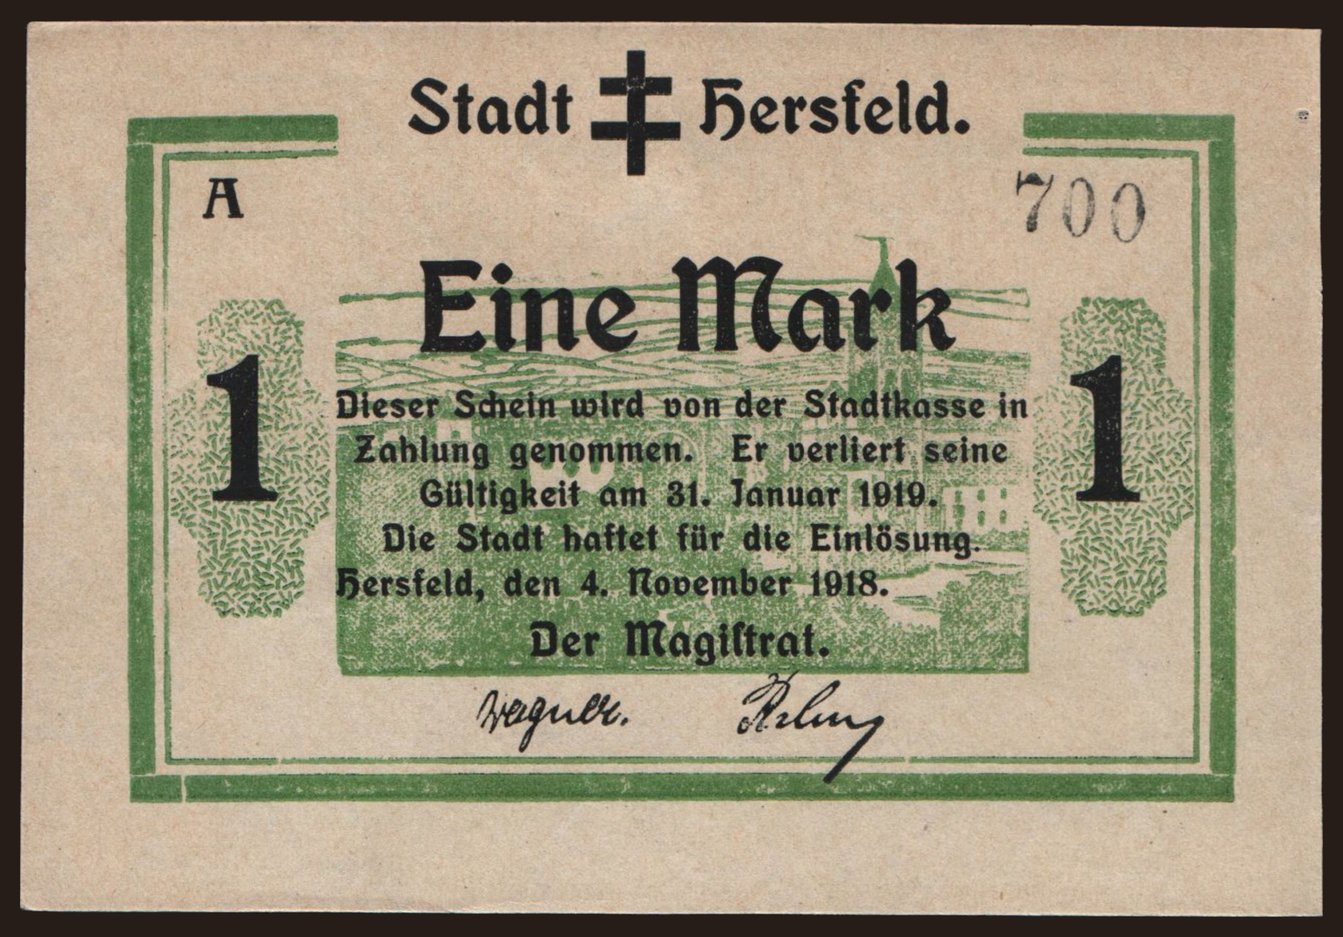 Stadt Hersfeld.
A
700
Eine Mark
1
1
Dieser Schein wird von der Stadtkasse in
Zahlung genommen. Er verliert seine
Gültigkeit am 31. Januar 1919.
Die Stadt haftet für die Einlösung.
Hersfeld, den 4. November 1918.
Der Magiſtrat.
Wagner.